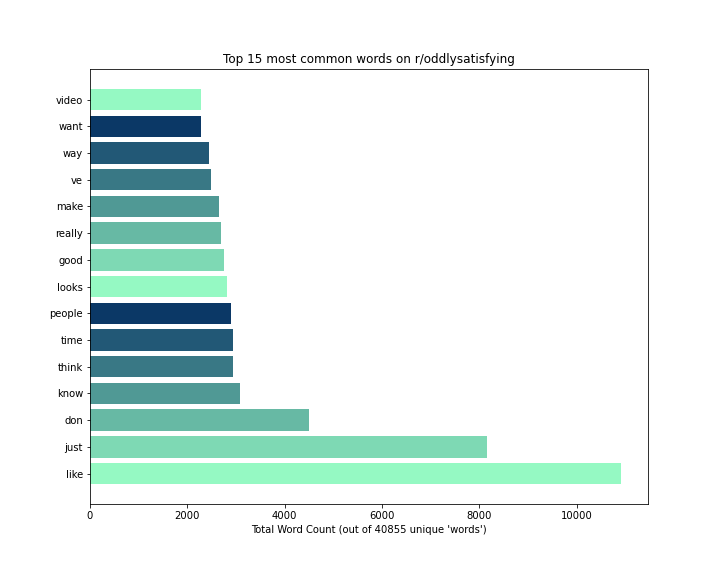 Top 15 most common words on r/oddlysatisfying
video
want
way
ve
make
really
good
looks
people
time
think
know
don
just
like
0 2000 4000 6000 8000 10000
Total Word Count (out of 40855 unique 'words')